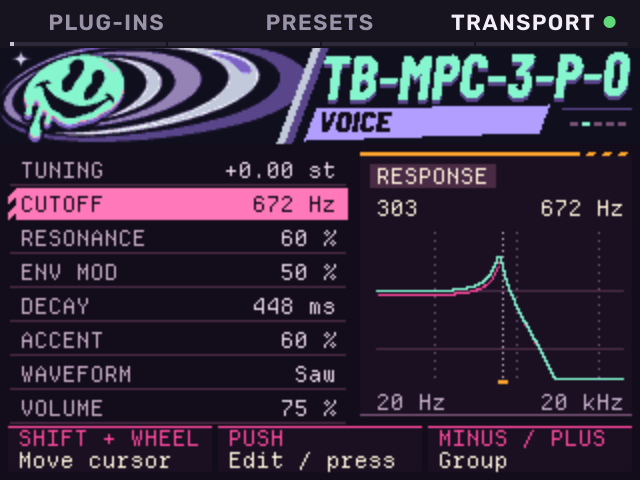 PLUG-INS PRESETS TRANSPORT
TB-MPC-3-P-O
VOICE
TUNING +0.00 st
CUTOFF 672 Hz
RESONANCE 60 %
ENV MOD 50 %
DECAY 448 ms
ACCENT 60 %
WAVEFORM Saw
VOLUME 75 %
RESPONSE
303 672 Hz
20 Hz 20 kHz
SHIFT + WHEEL
Move cursor
PUSH
Edit / press
MINUS / PLUS
Group